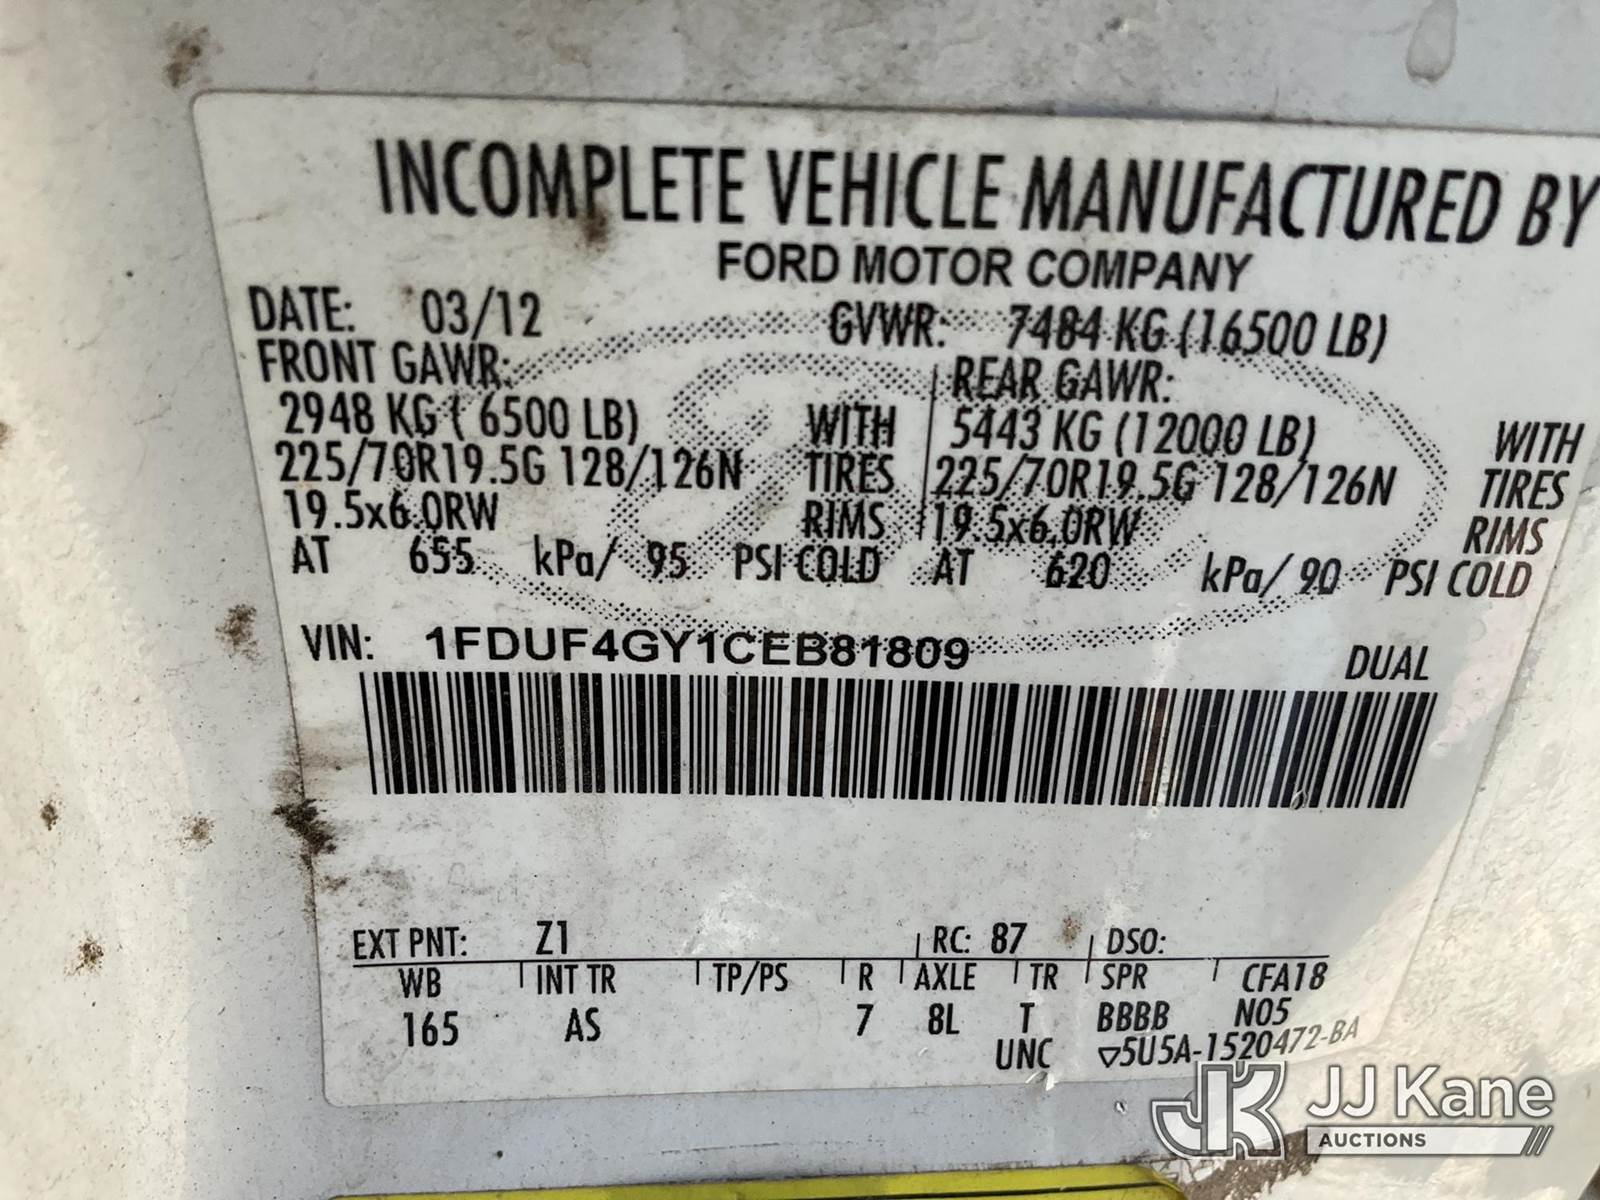 INCOMPLETE VEHICLE MANUFACTURED BY
FORD MOTOR COMPANY
DATE: 03/12 GVWR: 7484 KG (16500 LB)
FRONT GAWR: REAR GAWR:
2948 KG ( 6500 LB) WITH 5443 KG (12000 LB) WITH
225/70R19.5G 128/126N TIRES 225/70R19.5G 128/126N TIRES
19.5x6.0RW RIMS 19.5x6.0RW RIMS
AT 655 kPa/ 95 PSI COLD AT 620 kPa/ 90 PSI COLD
VIN: 1FDUF4GY1CEB81809
DUAL
EXT PNT: Z1 RC: 87 DSO:
WB INT TR TP/PS R AXLE TR SPR CFA18
165 AS 7 8L T BBBB N05
UNC ▽5U5A-1520472-BA
JK JJ Kane
AUCTIONS